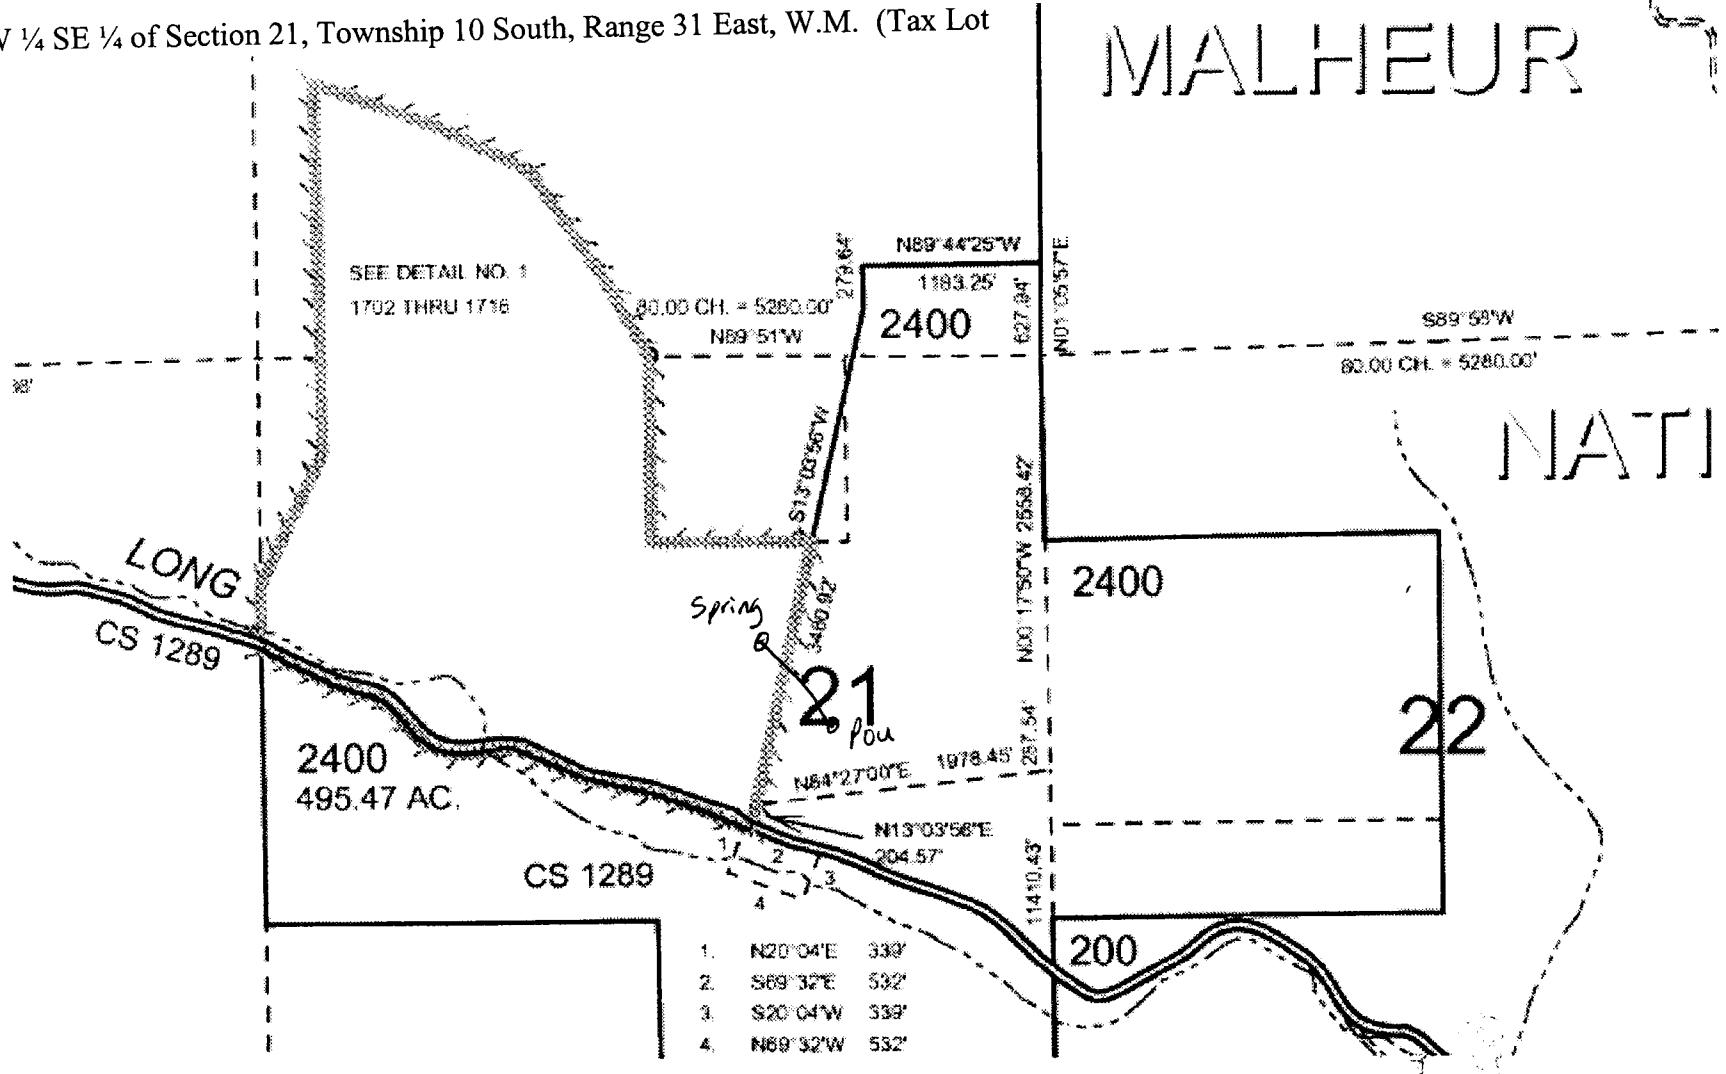 ¼ SE ¼ of Section 21, Township 10 South, Range 31 East, W.M. (Tax Lot
MALHEUR
N89°44'25"W
279.64'
1183.25'
627.94'
N01°05'57"E
SEE DETAIL NO. 1
1702 THRU 1716
80.00 CH. = 5280.00'
N89°51'W
2400
S89°58'W
80.00 CH. = 5280.00'
98'
NATI
S13°03'56"W
N00°17'50"W 2558.42'
LONG
CS 1289
Spring
3460.92'
2400
21
POU
22
2400
495.47 AC.
N84°27'00"E 1978.45'
257.54'
N13°03'56"E
204.57'
1
2
3
4
CS 1289
11410.43'
200
1. N20°04'E 339'
2. S69°32'E 532'
3. S20°04'W 339'
4. N69°32'W 532'